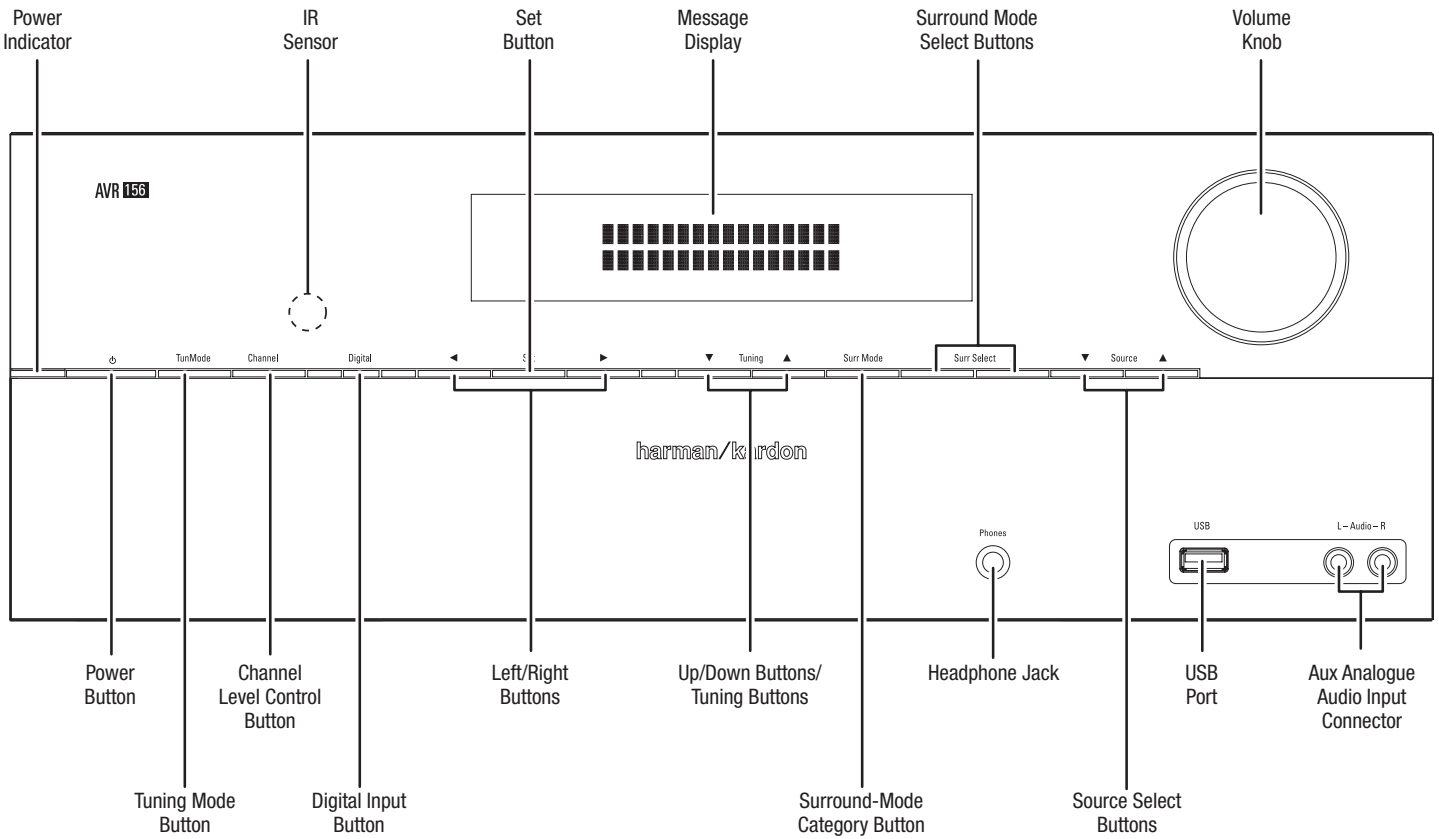 Power
Indicator
IR
Sensor
Set
Button
Message
Display
Surround Mode
Select Buttons
Volume
Knob
AVR 156
TunMode
Channel
Digital
Tuning
Surr Mode
Surr Select
Source
harman/kardon
Phones
USB
L – Audio – R
Power
Button
Channel
Level Control
Button
Left/Right
Buttons
Up/Down Buttons/
Tuning Buttons
Headphone Jack
USB
Port
Aux Analogue
Audio Input
Connector
Tuning Mode
Button
Digital Input
Button
Surround-Mode
Category Button
Source Select
Buttons